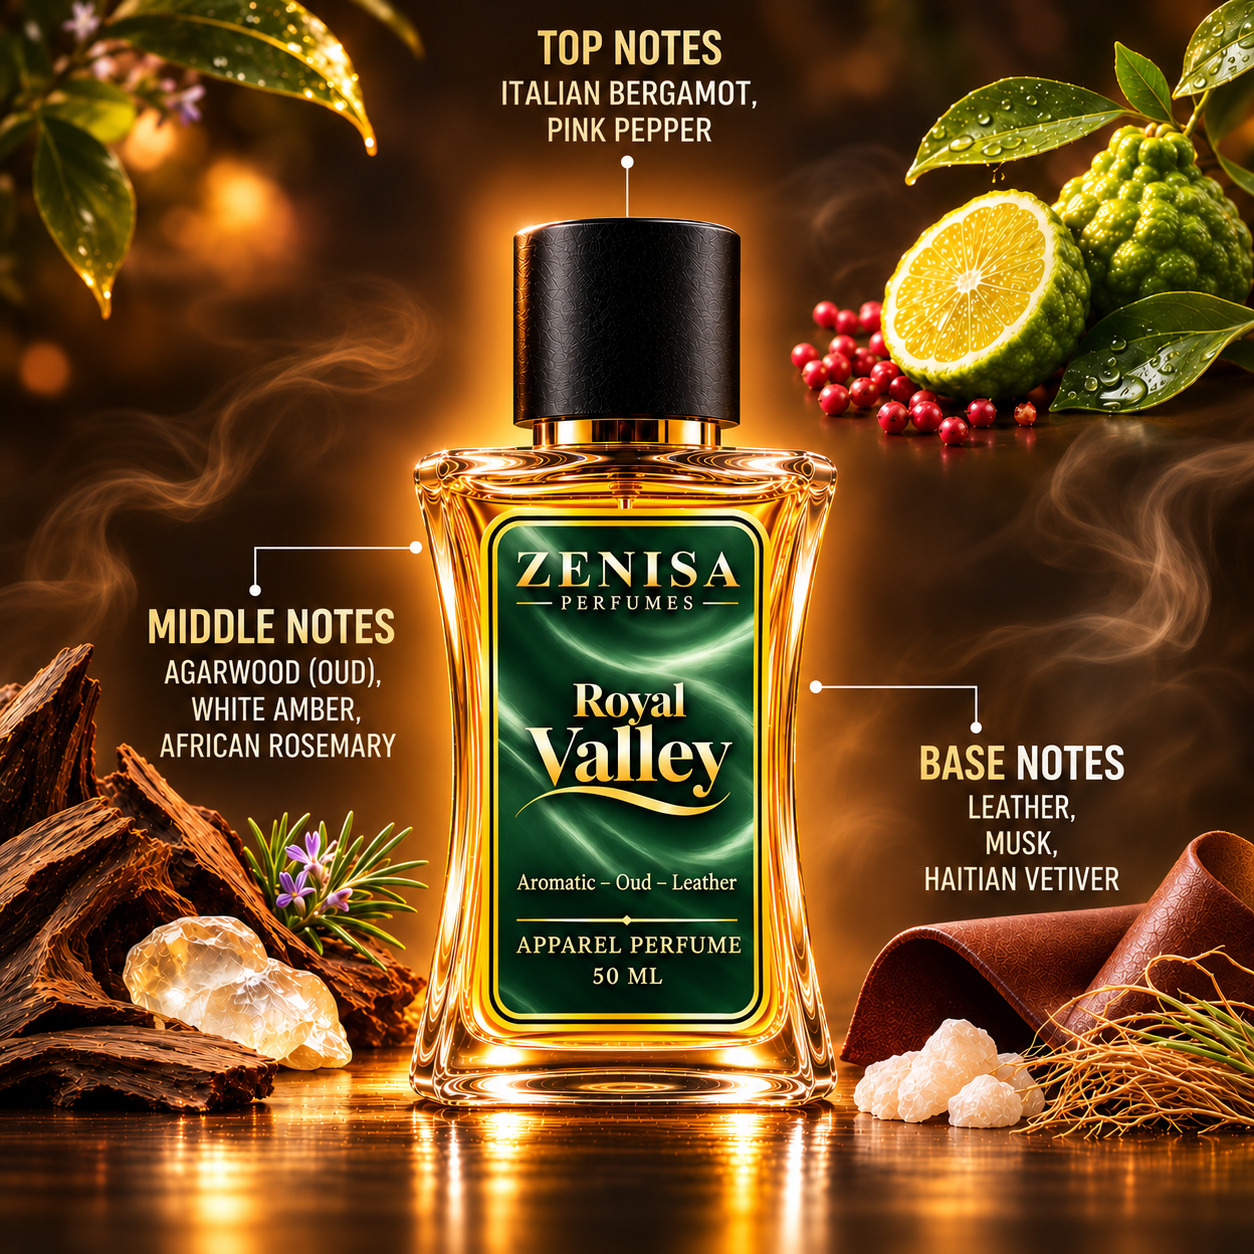 TOP NOTES
ITALIAN BERGAMOT,
PINK PEPPER
ZENISA
PERFUMES
Royal
Valley
Aromatic – Oud – Leather
APPAREL PERFUME
50 ML
MIDDLE NOTES
AGARWOOD (OUD),
WHITE AMBER,
AFRICAN ROSEMARY
BASE NOTES
LEATHER,
MUSK,
HAITIAN VETIVER